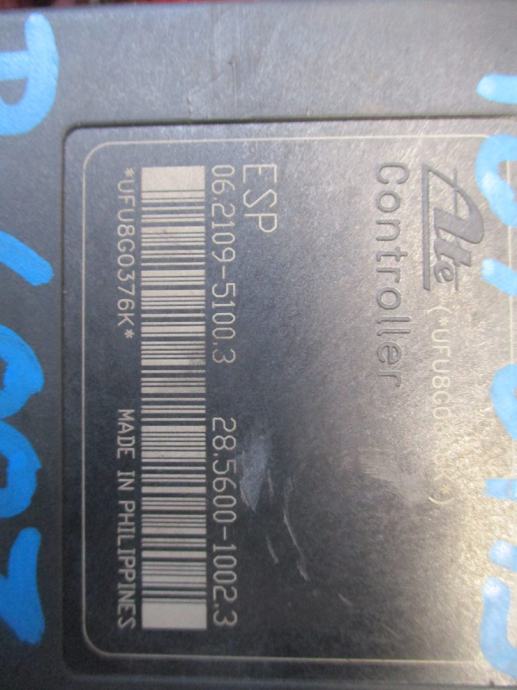 Ate (*UFU8G0
Controller
ESP
06.2109-5100.3 28.5600-1002.3
*UFU8G0376K* MADE IN PHILIPPINES